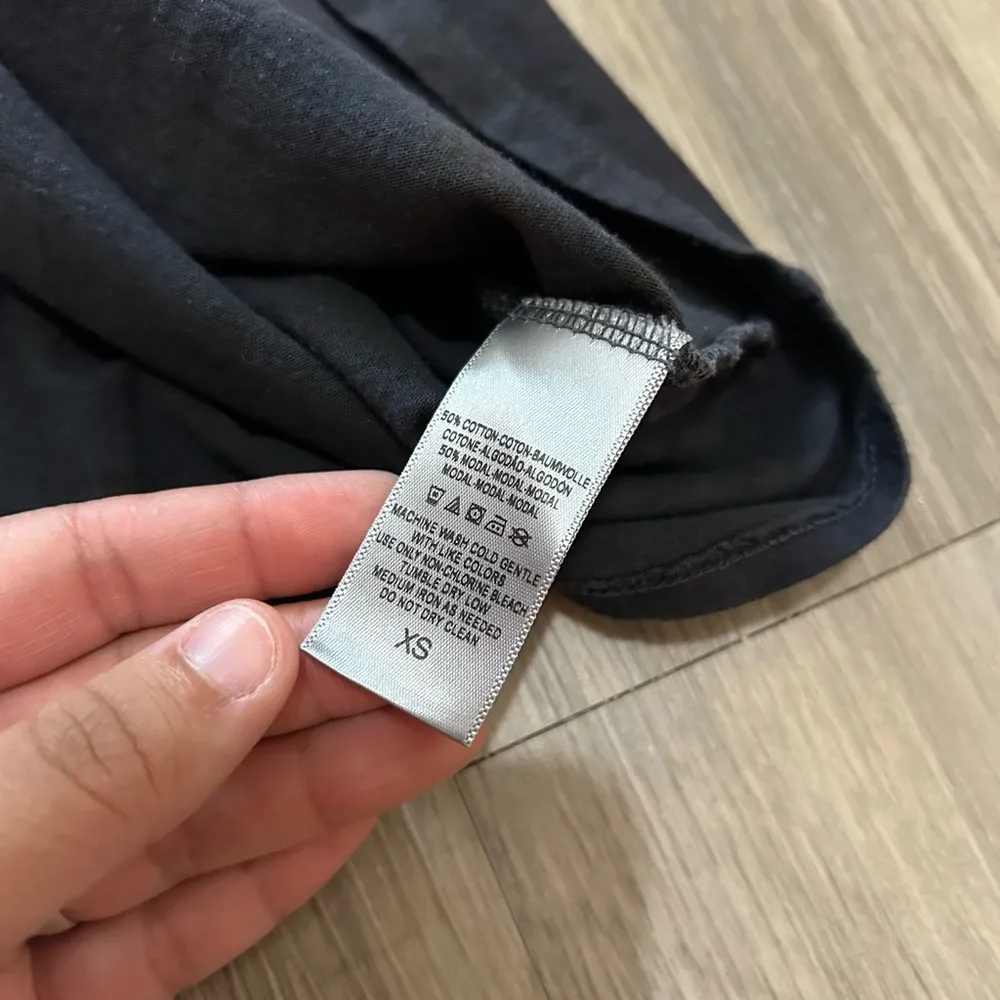 50% COTTON-COTON-BAUMWOLLE
COTONE-ALGODÃO-ALGODÓN
50% MODAL-MODAL-MODAL
MODAL-MODAL-MODAL
MACHINE WASH COLD GENTLE
WITH LIKE COLORS
USE ONLY NON-CHLORINE BLEACH
TUMBLE DRY LOW
MEDIUM IRON AS NEEDED
DO NOT DRY CLEAN
XS